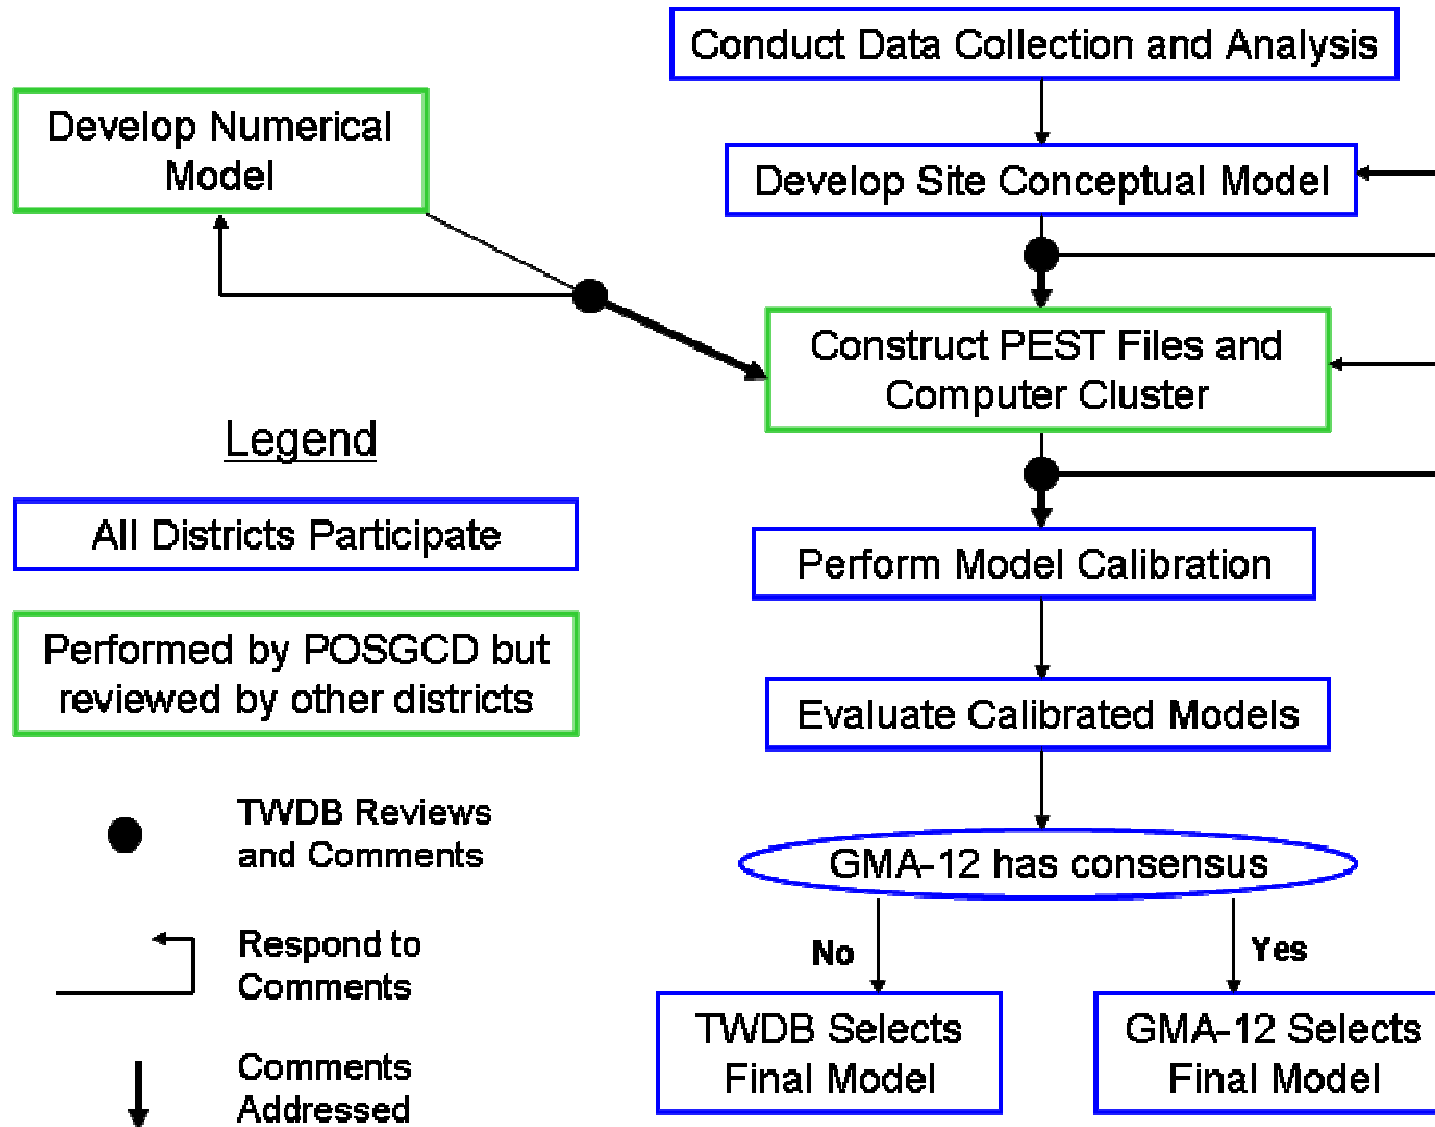 Conduct Data Collection and Analysis
Develop Numerical
Model
Develop Site Conceptual Model
Construct PEST Files and
Computer Cluster
Legend
All Districts Participate
Perform Model Calibration
Performed by POSGCD but
reviewed by other districts
Evaluate Calibrated Models
TWDB Reviews
and Comments
GMA-12 has consensus
Respond to
Comments
No
Yes
TWDB Selects
Final Model
GMA-12 Selects
Final Model
Comments
Addressed